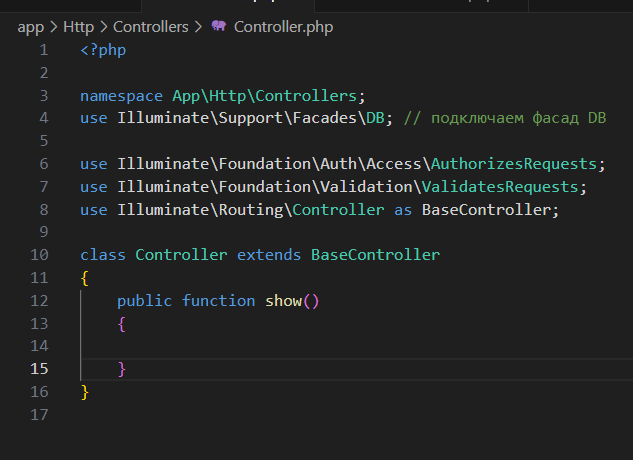 app > Http > Controllers > Controller.php
1 <?php
2
3 namespace App\Http\Controllers;
4 use Illuminate\Support\Facades\DB; // подключаем фасад DB
5
6 use Illuminate\Foundation\Auth\Access\AuthorizesRequests;
7 use Illuminate\Foundation\Validation\ValidatesRequests;
8 use Illuminate\Routing\Controller as BaseController;
9
10 class Controller extends BaseController
11 {
12     public function show()
13     {
14
15     }
16 }
17